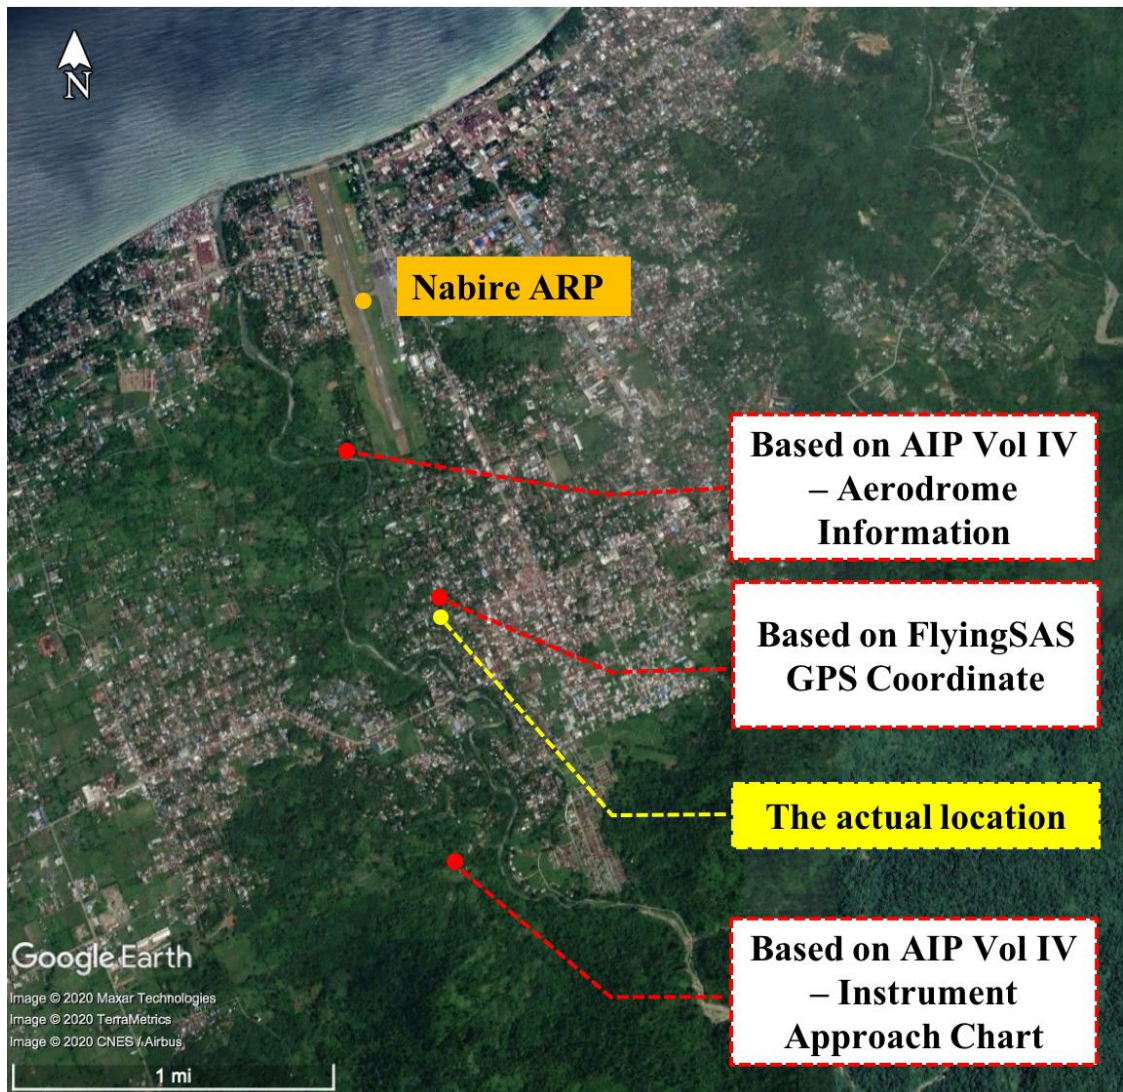 N
Nabire ARP
Based on AIP Vol IV
– Aerodrome
Information
Based on FlyingSAS
GPS Coordinate
The actual location
Based on AIP Vol IV
– Instrument
Approach Chart
Google Earth
Image © 2020 Maxar Technologies
Image © 2020 TerraMetrics
Image © 2020 CNES / Airbus
1 mi